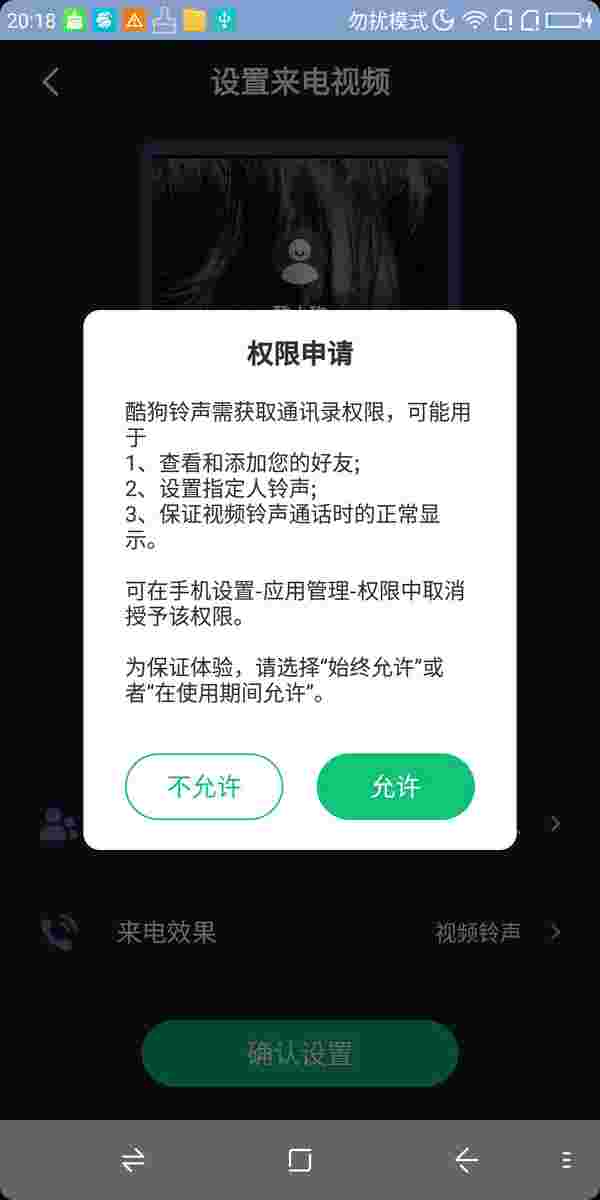 20:18
勿扰模式
设置来电视频
权限申请
酷狗铃声需获取通讯录权限，可能用
于
1、查看和添加您的好友;
2、设置指定人铃声;
3、保证视频铃声通话时的正常显
示。
可在手机设置-应用管理-权限中取消
授予该权限。
为保证体验，请选择“始终允许”或
者“在使用期间允许”。
不允许
允许
来电效果
视频铃声
确认设置